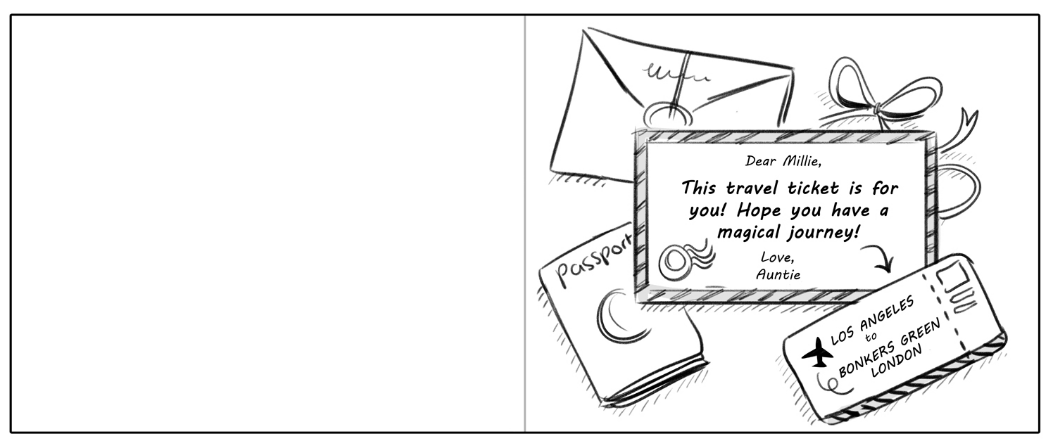 Dear Millie,
This travel ticket is for
you! Hope you have a
magical journey!
Love,
Auntie
Passport
LOS ANGELES
to
BONKERS GREEN
LONDON